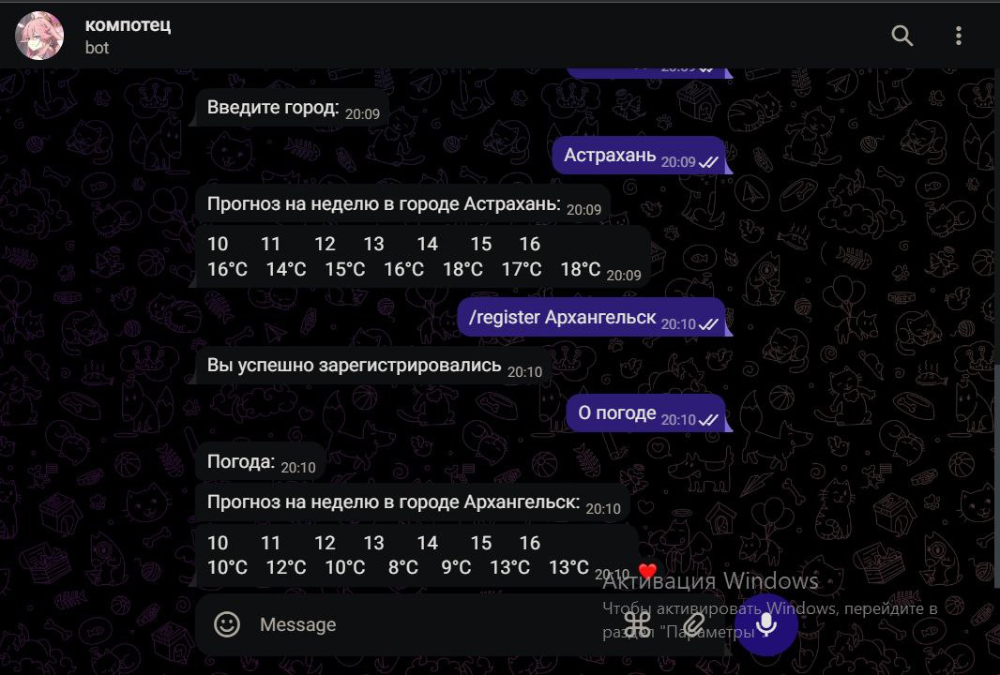 компотец
bot
20:09
Введите город: 20:09
Астрахань 20:09
Прогноз на неделю в городе Астрахань: 20:09
10 11 12 13 14 15 16
16°C 14°C 15°C 16°C 18°C 17°C 18°C 20:09
/register Архангельск 20:10
Вы успешно зарегистрировались 20:10
О погоде 20:10
Погода: 20:10
Прогноз на неделю в городе Архангельск: 20:10
10 11 12 13 14 15 16
10°C 12°C 10°C 8°C 9°C 13°C 13°C 20:10
Активация Windows
Чтобы активировать Windows, перейдите в
раздел "Параметры
Message